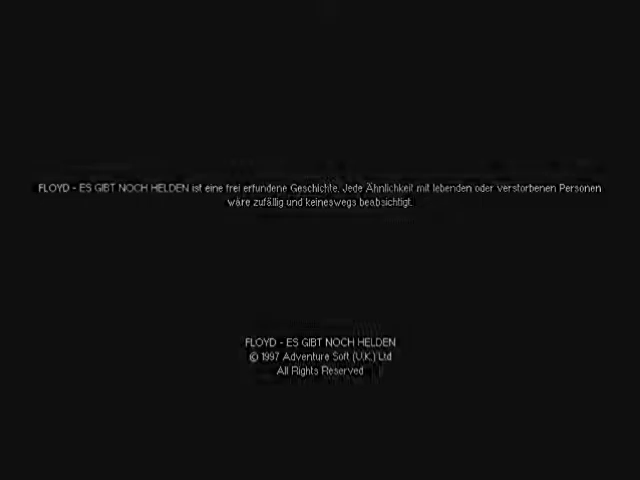 FLOYD - ES GIBT NOCH HELDEN ist eine frei erfundene Geschichte. Jede Ähnlichkeit mit lebenden oder verstorbenen Personen
wäre zufällig und keineswegs beabsichtigt.
FLOYD - ES GIBT NOCH HELDEN
© 1997 Adventure Soft (U.K.) Ltd
All Rights Reserved